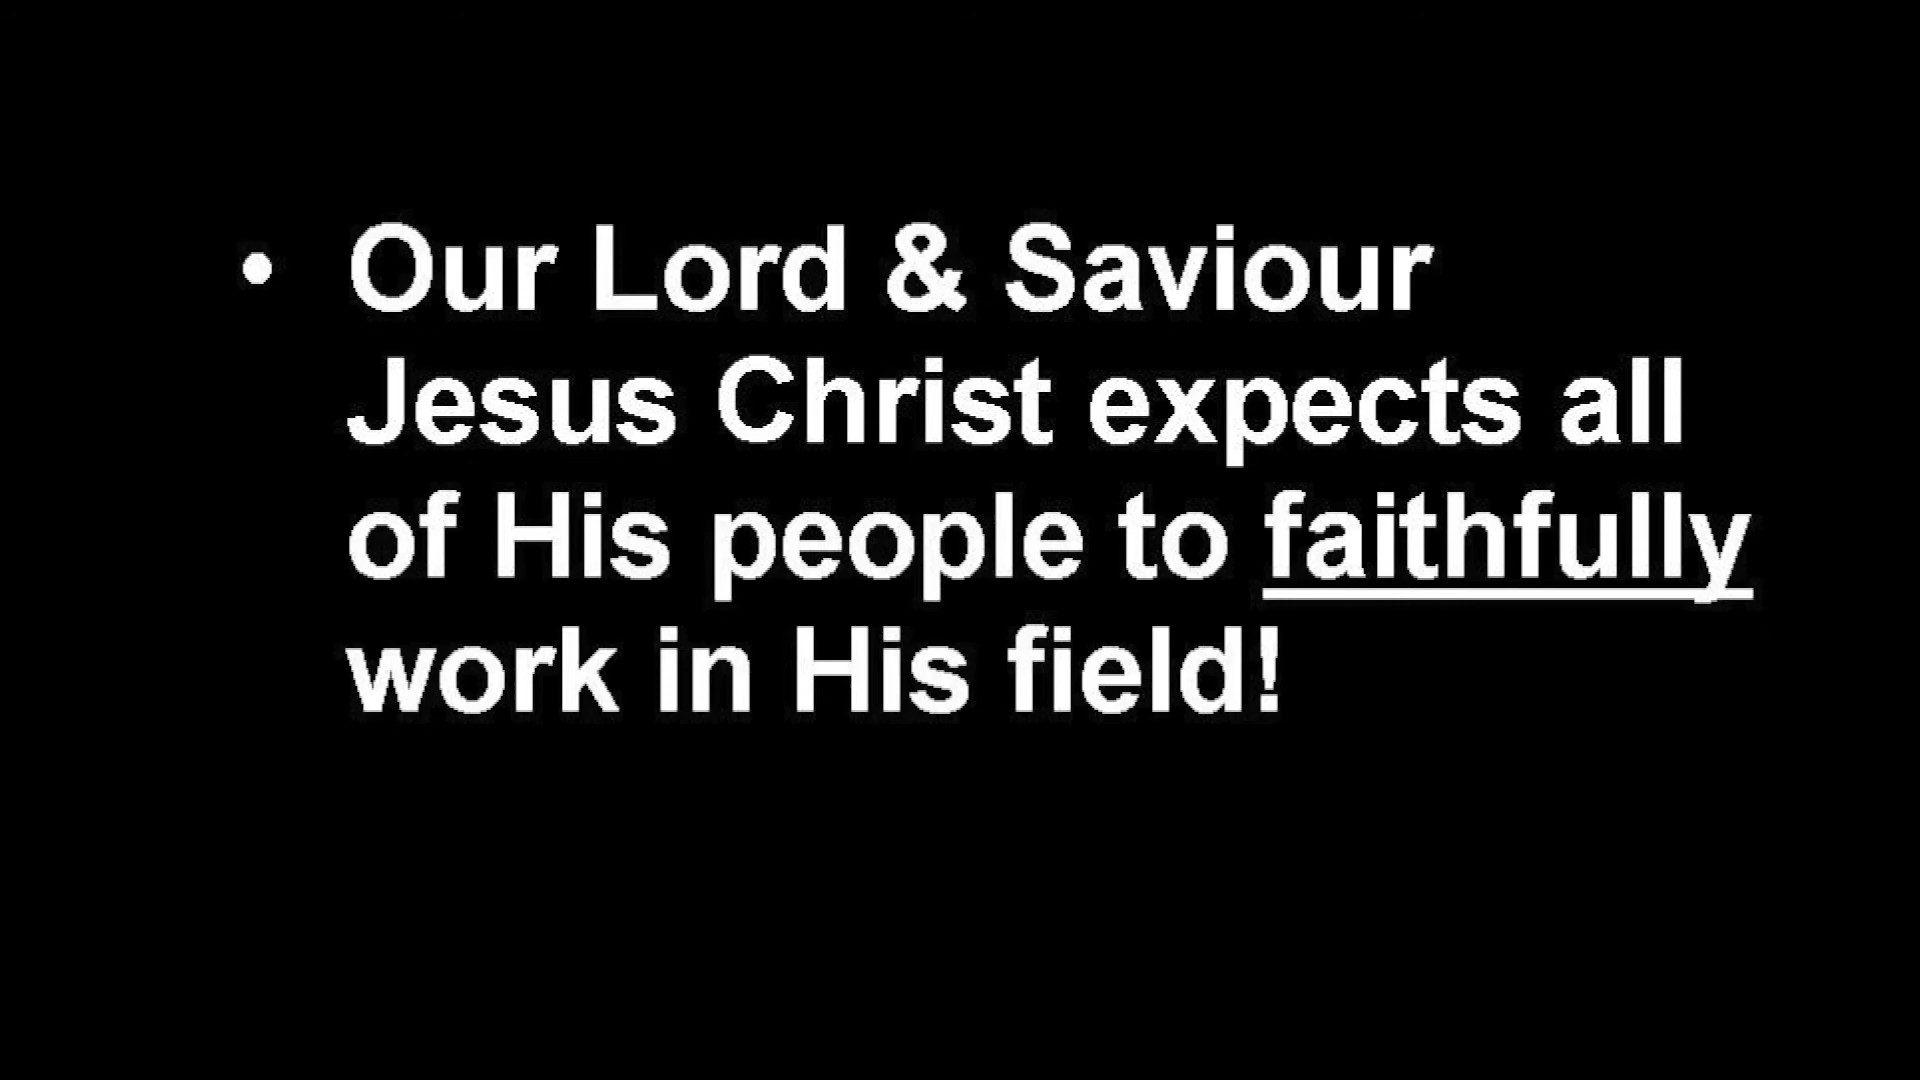 • Our Lord & Saviour
Jesus Christ expects all
of His people to faithfully
work in His field!